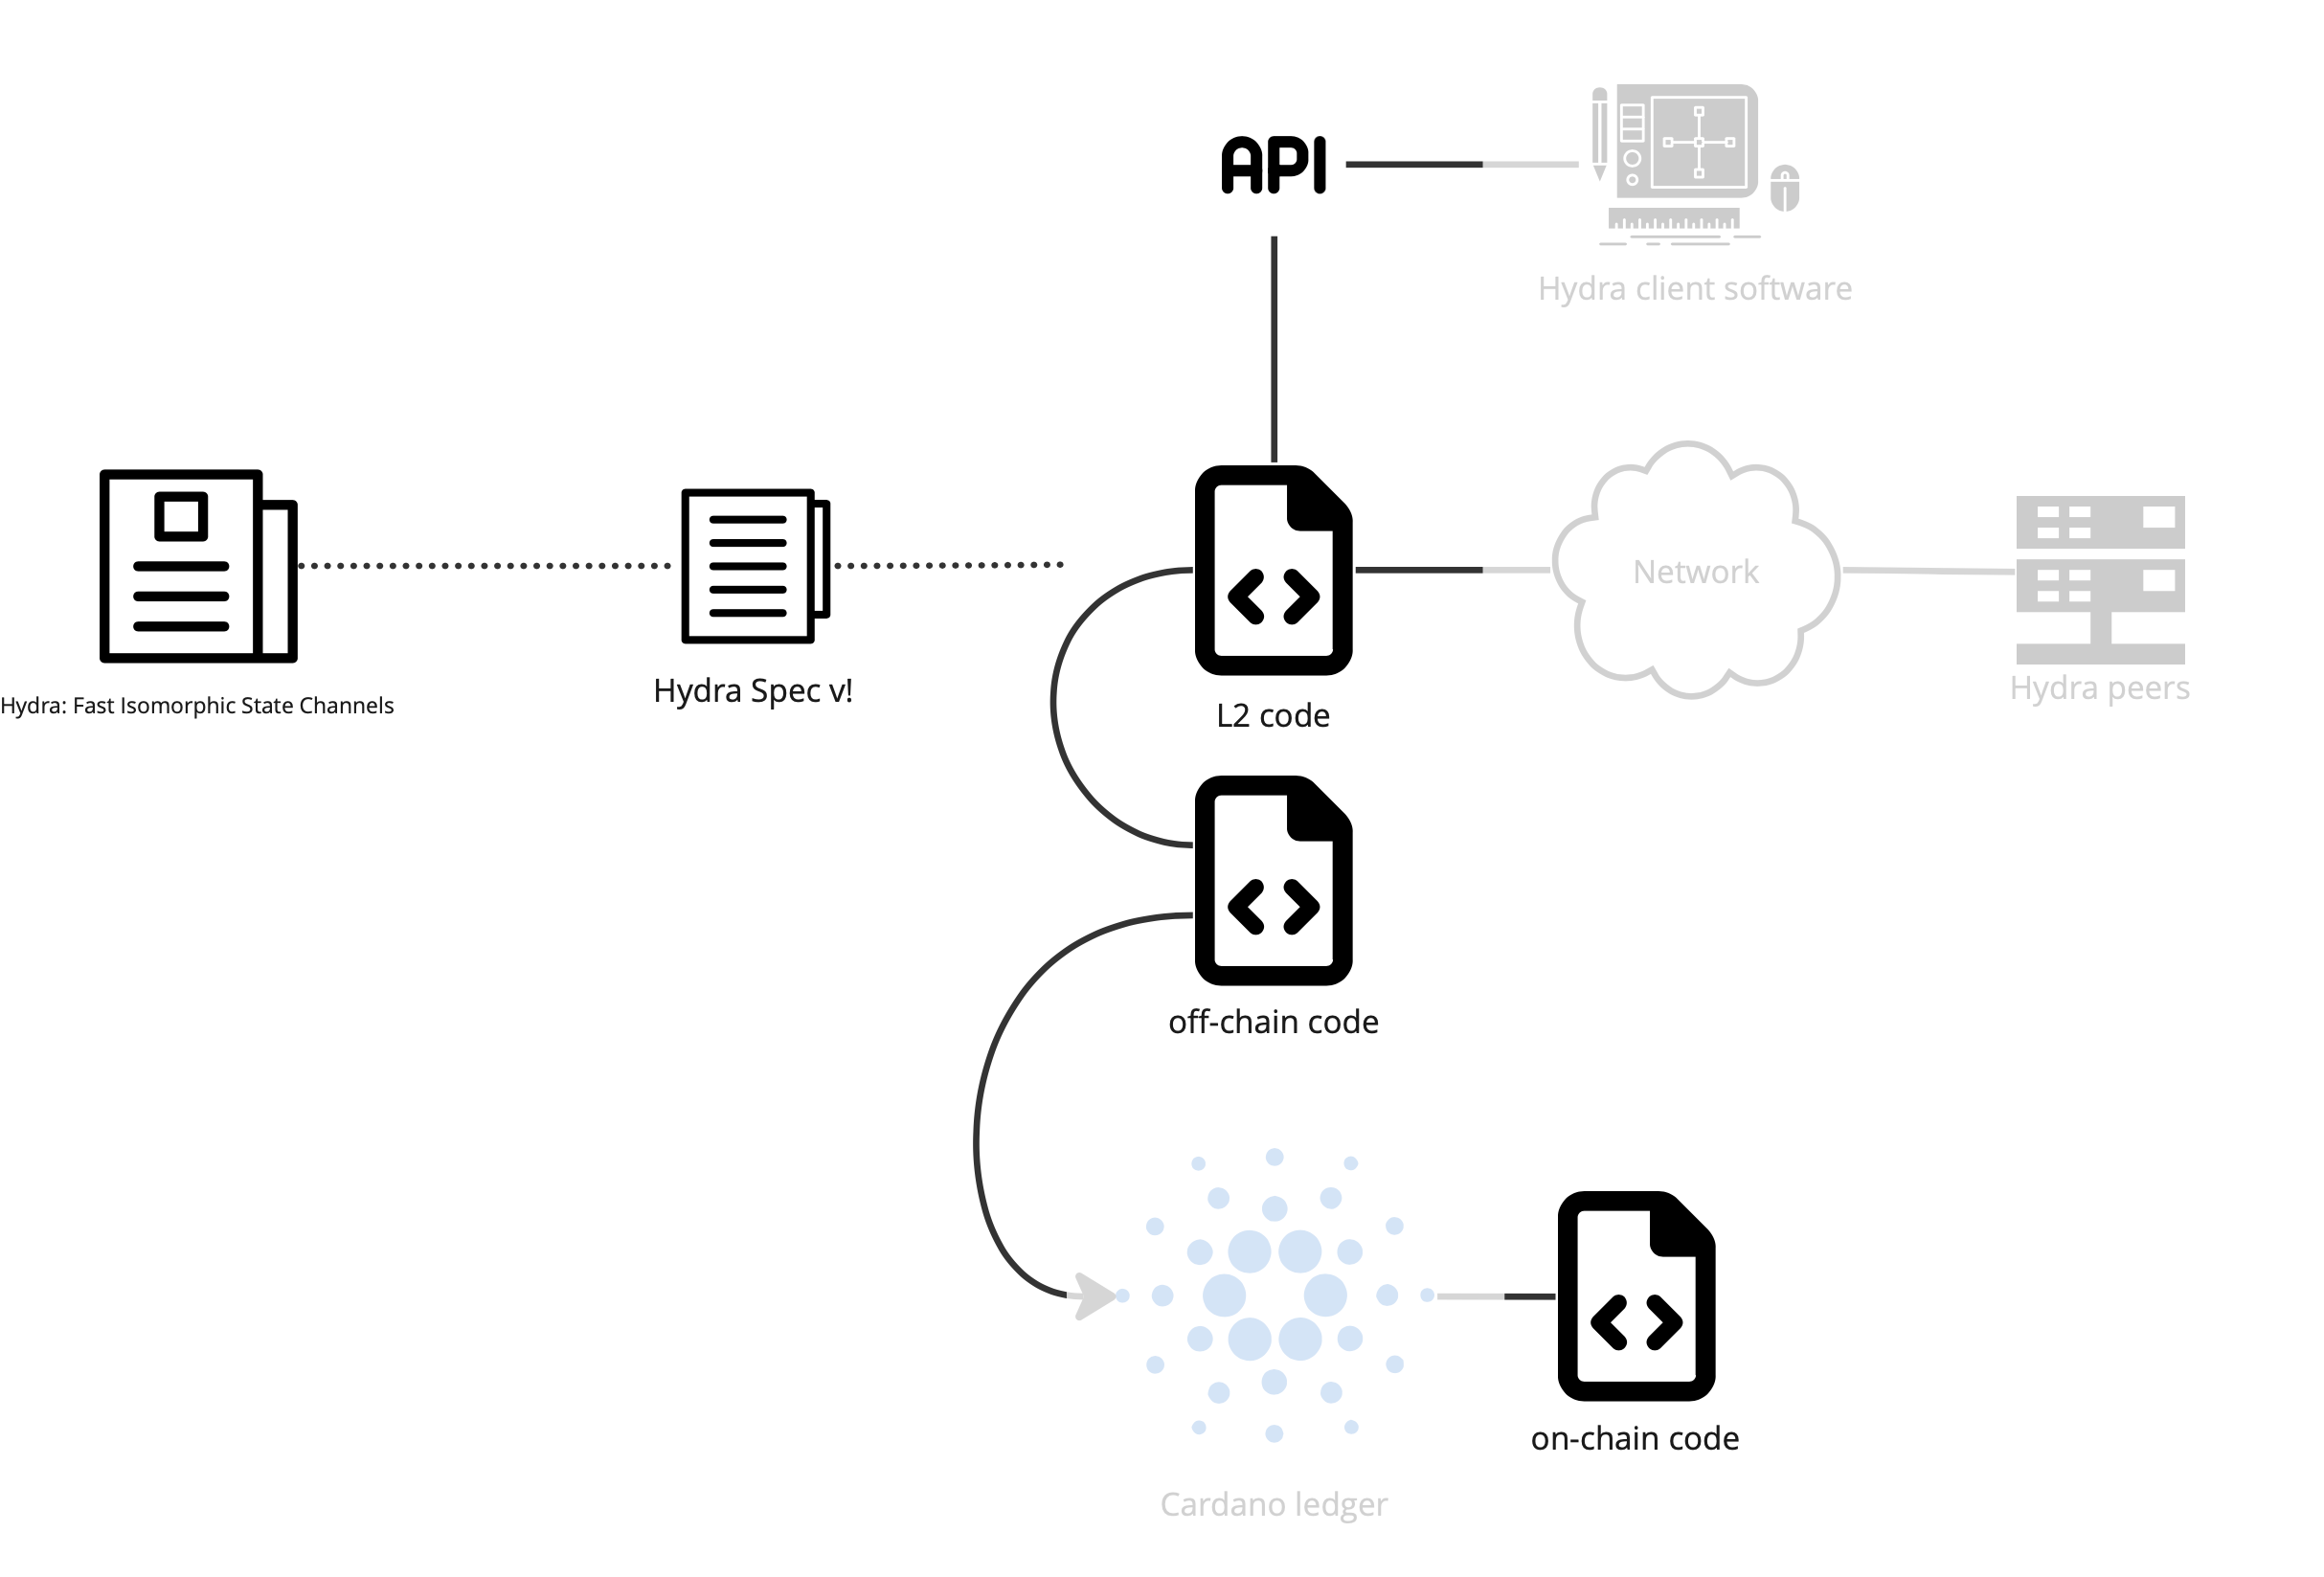 API
Hydra client software
Network
Hydra: Fast Isomorphic State Channels
Hydra Spec v!
L2 code
Hydra peers
off-chain code
on-chain code
Cardano ledger